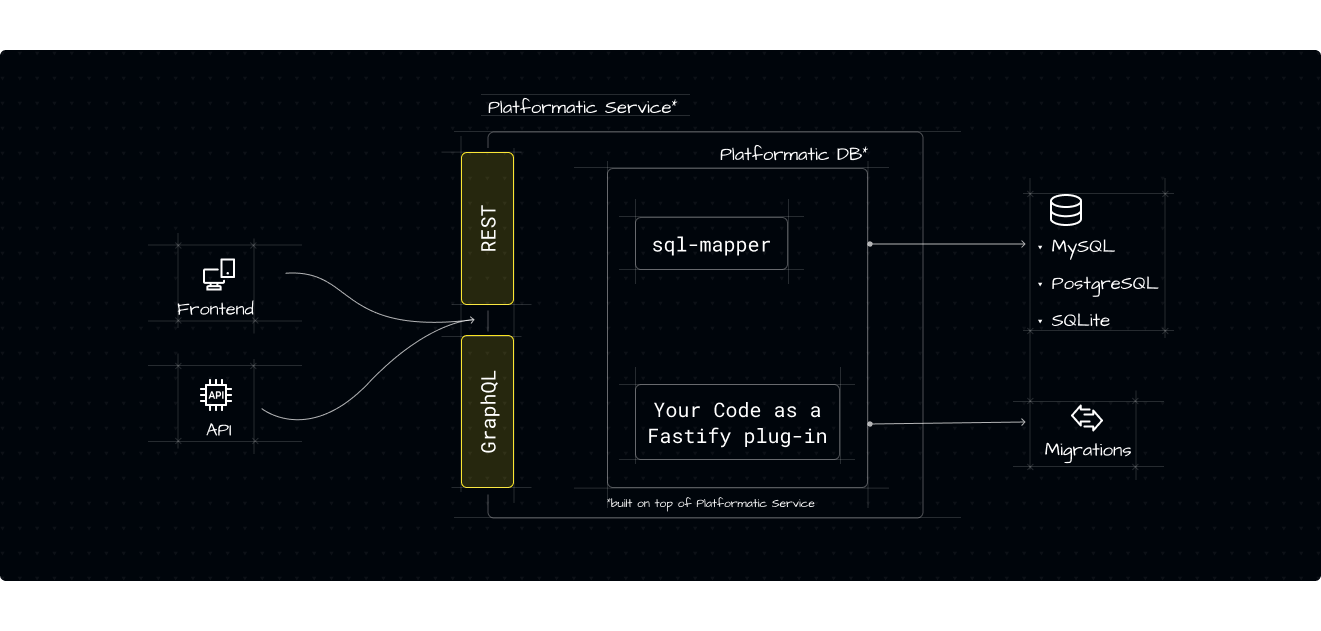 Platformatic Service*
Platformatic DB*
REST
GraphQL
Frontend
API
API
sql-mapper
Your Code as a
Fastify plug-in
*built on top of Platformatic Service
• MySQL
• PostgreSQL
• SQLite
Migrations